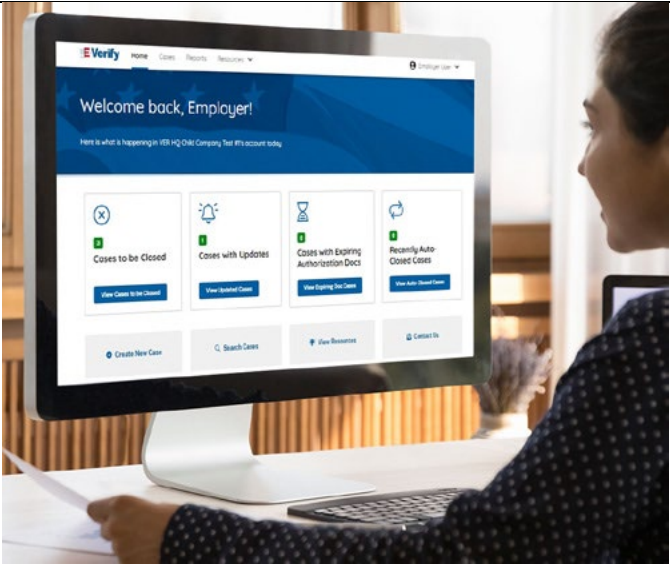 E-Verify Home Cases Reports Resources Employer User
Welcome back, Employer!
Here is what is happening in VER HQ Child Company Test #1's account today
Cases to be Closed
View Cases to be Closed
1
Cases with Updates
View Updated Cases
Cases with Expiring
Authorization Docs
View Expiring Doc Cases
Recently Auto-
Closed Cases
View Auto-Closed Cases
Create New Case
Search Cases
View Resources
Contact Us